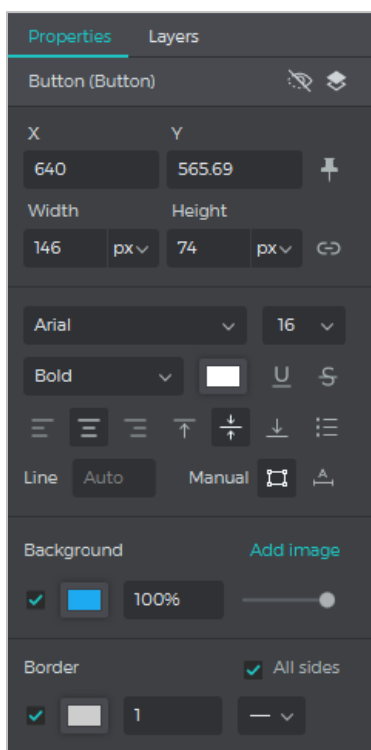 Properties Layers
Button (Button)
X Y
640 565.69
Width Height
146 px 74 px
Arial 16
Bold U S
Line Auto Manual A
Background Add image
100%
Border All sides
1